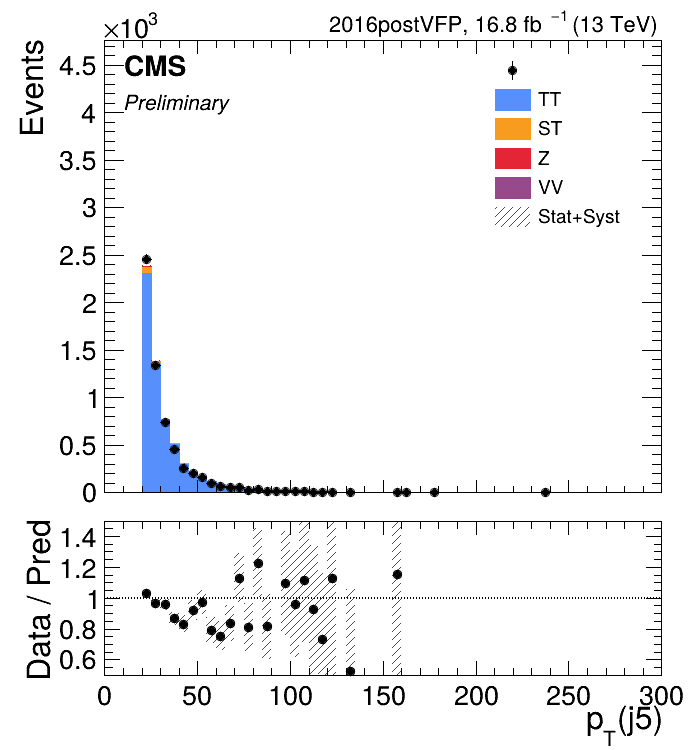 ×10³
2016postVFP, 16.8 fb ⁻¹ (13 TeV)
Events
CMS
Preliminary
TT
ST
Z
VV
Stat+Syst
4.5
4
3.5
3
2.5
2
1.5
1
0.5
0
Data / Pred
1.4
1.2
1
0.8
0.6
0 50 100 150 200 250 300
p_T(j5)